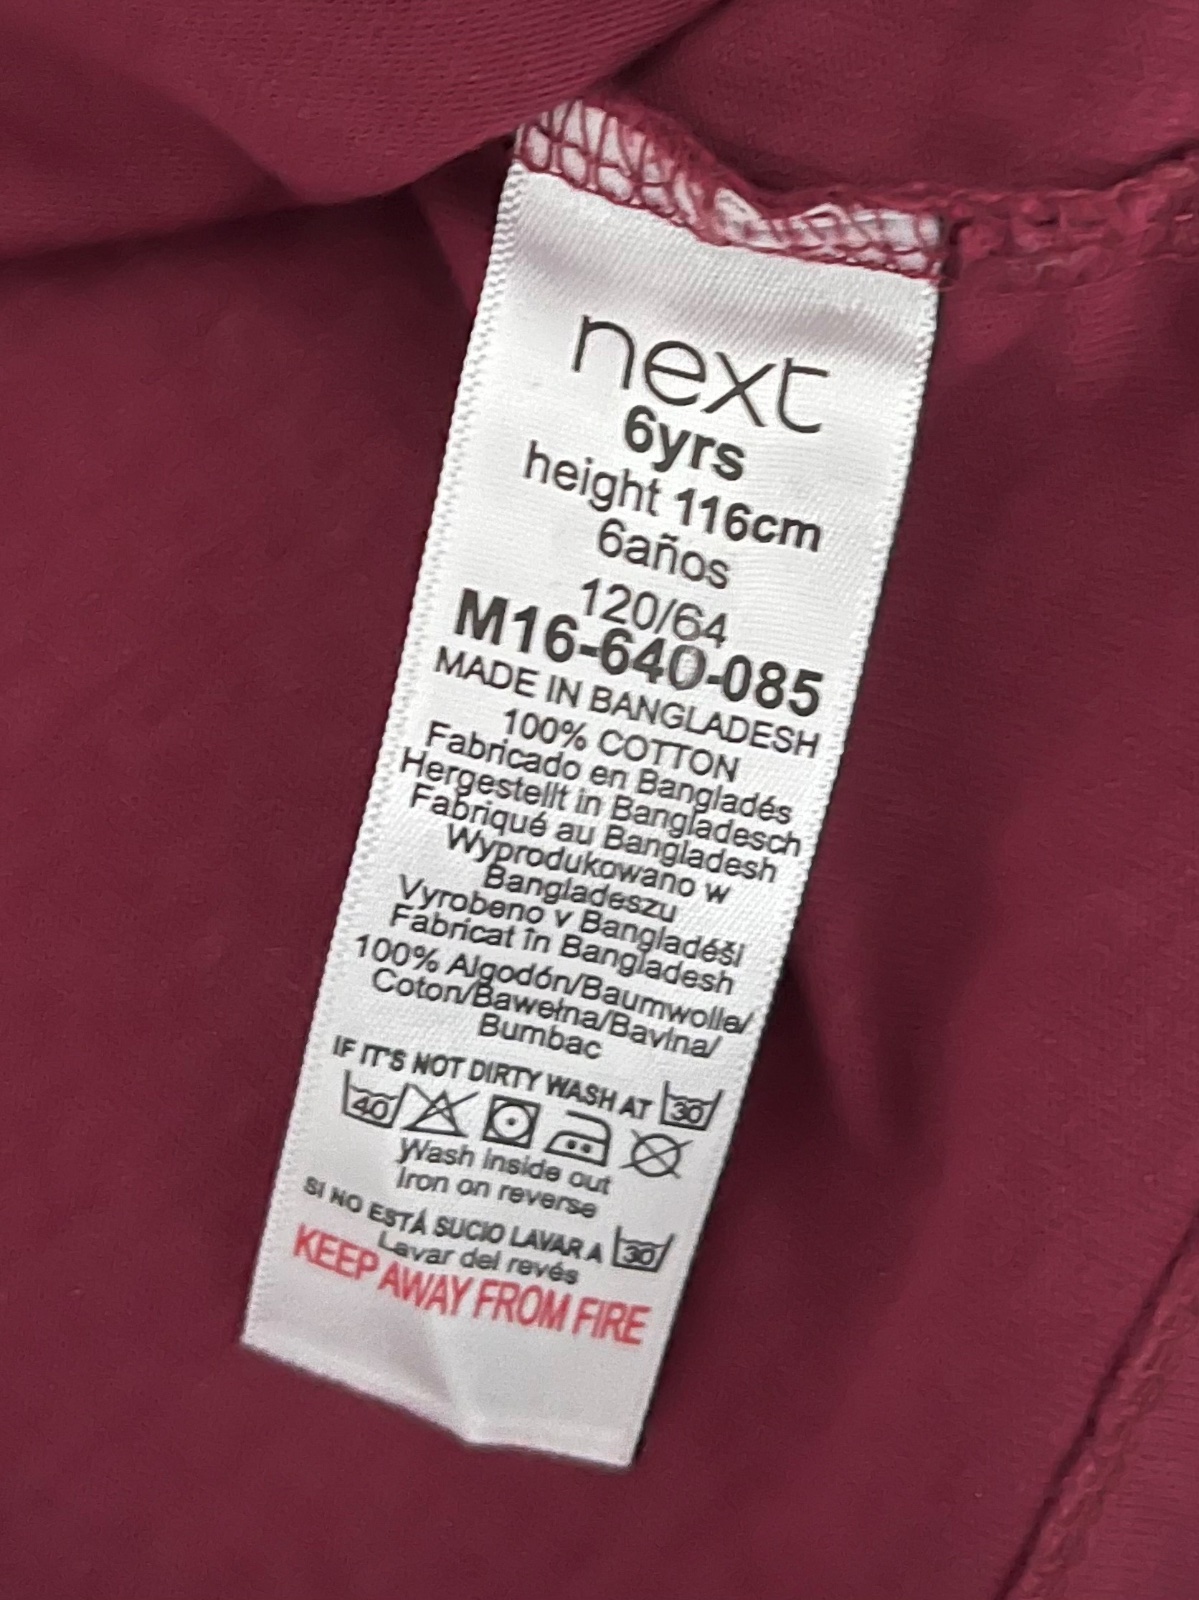 next
6yrs
height 116cm
6años
120/64
M16-640-085
MADE IN BANGLADESH
100% COTTON
Fabricado en Bangladés
Hergestellt in Bangladesch
Fabriqué au Bangladesh
Wyprodukowano w
Bangladeszu
Vyrobeno v Bangladéši
Fabricat în Bangladesh
100% Algodón/Baumwolle/
Coton/Bawełna/Bavlna/
Bumbac
IF IT'S NOT DIRTY WASH AT 30
40
Wash inside out
Iron on reverse
SI NO ESTÁ SUCIO LAVAR A 30
Lavar del revés
KEEP AWAY FROM FIRE